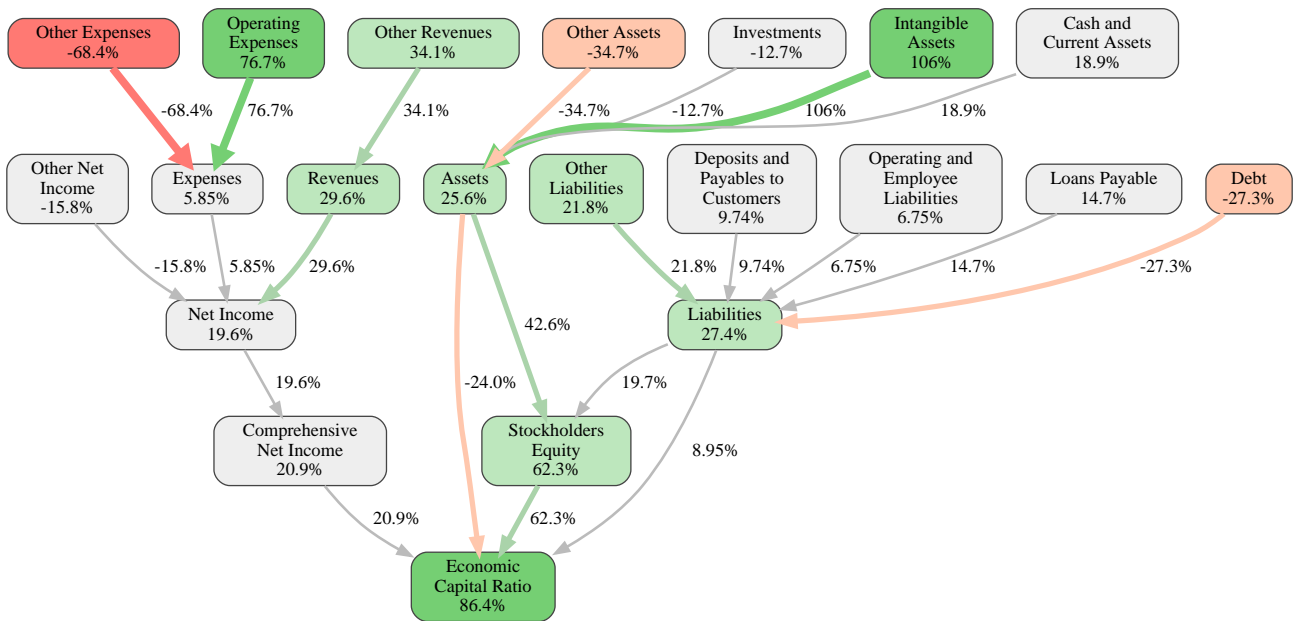 Other Expenses
-68.4%
Operating
Expenses
76.7%
Other Revenues
34.1%
Other Assets
-34.7%
Investments
-12.7%
Intangible
Assets
106%
Cash and
Current Assets
18.9%
-68.4%
76.7%
34.1%
-34.7%
-12.7%
106%
18.9%
Other Net
Income
-15.8%
Expenses
5.85%
Revenues
29.6%
Assets
25.6%
Other
Liabilities
21.8%
Deposits and
Payables to
Customers
9.74%
Operating and
Employee
Liabilities
6.75%
Loans Payable
14.7%
Debt
-27.3%
-15.8%
5.85%
29.6%
21.8%
9.74%
6.75%
14.7%
-27.3%
Net Income
19.6%
Liabilities
27.4%
42.6%
19.6%
-24.0%
19.7%
Comprehensive
Net Income
20.9%
Stockholders
Equity
62.3%
8.95%
20.9%
62.3%
Economic
Capital Ratio
86.4%